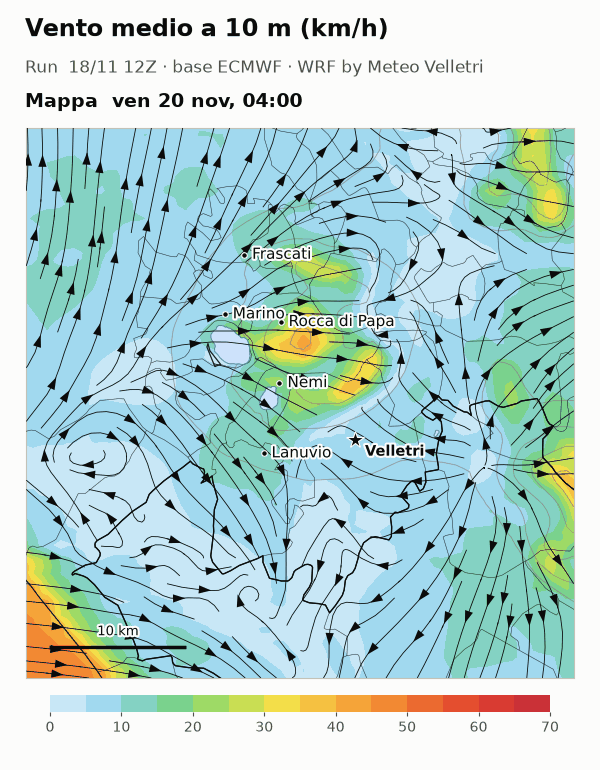 Vento medio a 10 m (km/h)
Run 18/11 12Z · base ECMWF · WRF by Meteo Velletri
Mappa ven 20 nov, 04:00
Frascati
Marino
Rocca di Papa
Nemi
Velletri
Lanuvio
10 km
0 10 20 30 40 50 60 70